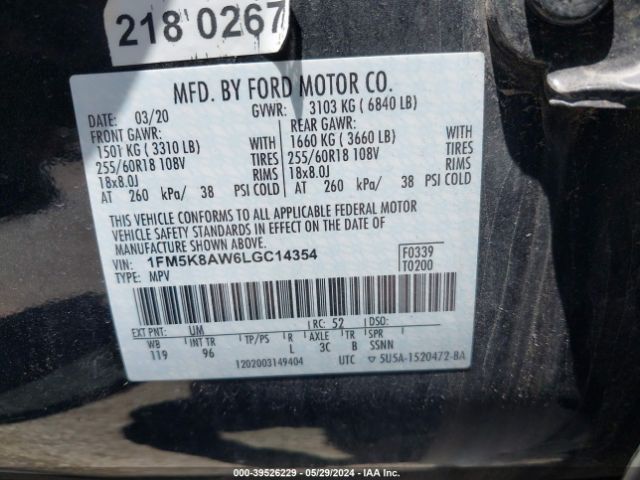 218 0267
MFD. BY FORD MOTOR CO.
DATE: 03/20 GVWR: 3103 KG ( 6840 LB)
FRONT GAWR: REAR GAWR:
1501 KG ( 3310 LB) WITH 1660 KG ( 3660 LB) WITH
255/60R18 108V TIRES 255/60R18 108V TIRES
18x8.0J RIMS 18x8.0J RIMS
AT 260 kPa/ 38 PSI COLD AT 260 kPa/ 38 PSI COLD
THIS VEHICLE CONFORMS TO ALL APPLICABLE FEDERAL MOTOR
VEHICLE SAFETY STANDARDS IN EFFECT ON THE DATE OF
MANUFACTURE SHOWN ABOVE.
VIN: 1FM5K8AW6LGC14354 F0339
TYPE: MPV T0200
EXT PNT: UM RC: 52 DSO:
WB INT TR TP/PS R AXLE TR SPR
119 96 L 3C B SSNN
1202003149404 UTC 5U5A-1520472-BA
000-39526229 - 05/29/2024 - IAA Inc.